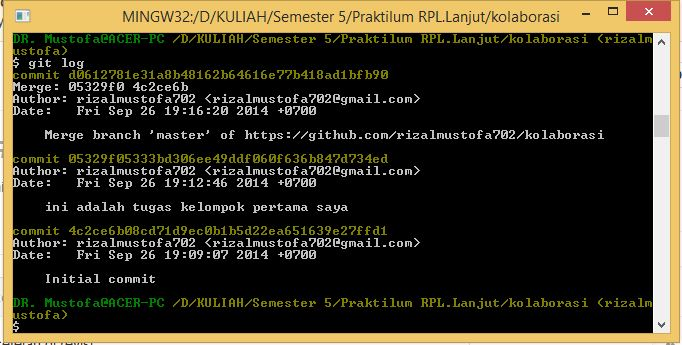 MINGW32:/D/KULIAH/Semester 5/Praktilum RPL.Lanjut/kolaborasi
DR. Mustofa@ACER-PC /D/KULIAH/Semester 5/Praktilum RPL.Lanjut/kolaborasi (rizalm
ustofa)
$ git log
commit d0612781e31a8b48162b64616e77b418ad1bfb90
Merge: 05329f0 4c2ce6b
Author: rizalmustofa702 <rizalmustofa702@gmail.com>
Date:   Fri Sep 26 19:16:20 2014 +0700
Merge branch 'master' of https://github.com/rizalmustofa702/kolaborasi
commit 05329f05333bd306ee49ddf060f636b847d734ed
Author: rizalmustofa702 <rizalmustofa702@gmail.com>
Date:   Fri Sep 26 19:12:46 2014 +0700
ini adalah tugas kelompok pertama saya
commit 4c2ce6b08cd71d9ec0b1b5d22ea651639e27ffd1
Author: rizalmustofa702 <rizalmustofa702@gmail.com>
Date:   Fri Sep 26 19:09:07 2014 +0700
Initial commit
DR. Mustofa@ACER-PC /D/KULIAH/Semester 5/Praktilum RPL.Lanjut/kolaborasi (rizalm
ustofa)
$